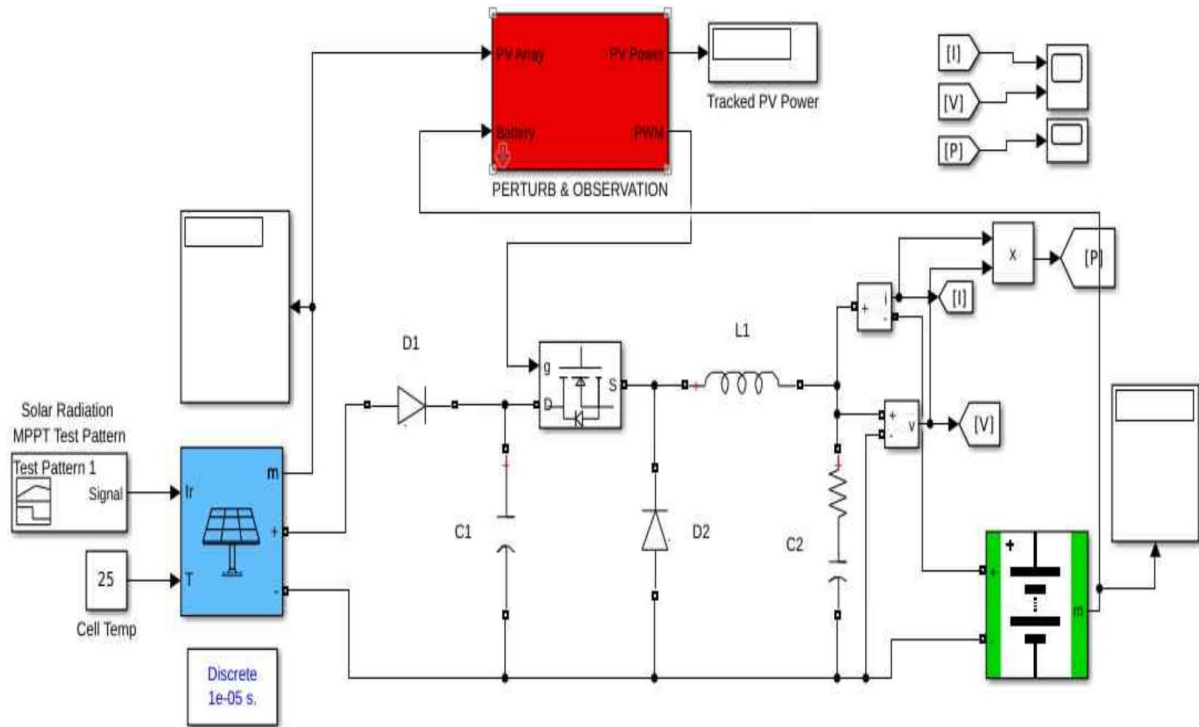 PV Array
PV Power
Battery
PWM
PERTURB & OBSERVATION
Tracked PV Power
[I]
[V]
[P]
x
[P]
+
i
-
[I]
L1
D1
g
D
S
+
-
v
[V]
Solar Radiation
MPPT Test Pattern
Test Pattern 1
Signal
Ir
m
+
T
-
25
Cell Temp
C1
D2
C2
+
+
-
m
Discrete
1e-05 s.